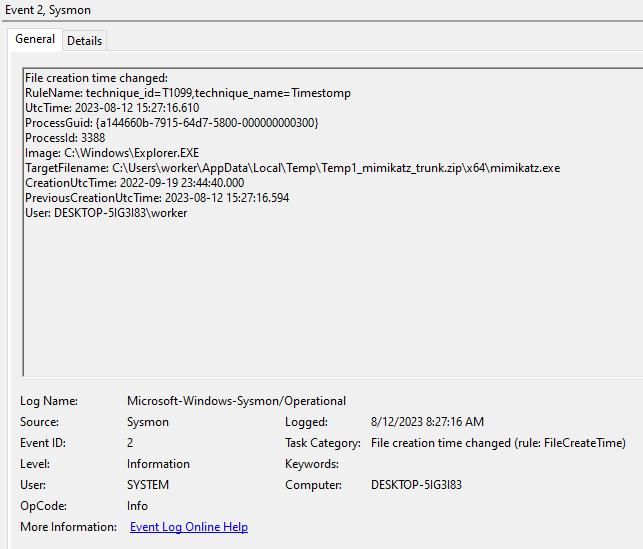 Event 2, Sysmon
General Details
File creation time changed:
RuleName: technique_id=T1099,technique_name=Timestomp
UtcTime: 2023-08-12 15:27:16.610
ProcessGuid: {a144660b-7915-64d7-5800-000000000300}
ProcessId: 3388
Image: C:\Windows\Explorer.EXE
TargetFilename: C:\Users\worker\AppData\Local\Temp\Temp1_mimikatz_trunk.zip\x64\mimikatz.exe
CreationUtcTime: 2022-09-19 23:44:40.000
PreviousCreationUtcTime: 2023-08-12 15:27:16.594
User: DESKTOP-5IG3I83\worker
Log Name: Microsoft-Windows-Sysmon/Operational
Source: Sysmon Logged: 8/12/2023 8:27:16 AM
Event ID: 2 Task Category: File creation time changed (rule: FileCreateTime)
Level: Information Keywords:
User: SYSTEM Computer: DESKTOP-5IG3I83
OpCode: Info
More Information: Event Log Online Help